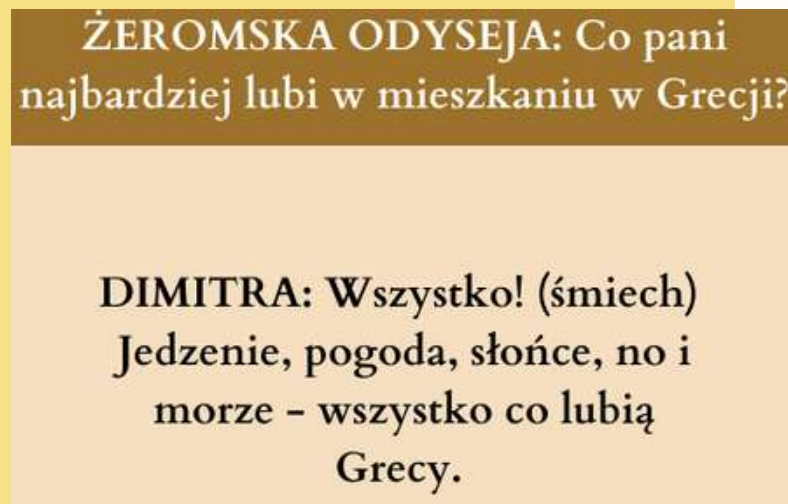 ŻEROMSKA ODYSEJA: Co pani
najbardziej lubi w mieszkaniu w Grecji?
DIMITRA: Wszystko! (śmiech)
Jedzenie, pogoda, słońce, no i
morze - wszystko co lubią
Grecy.